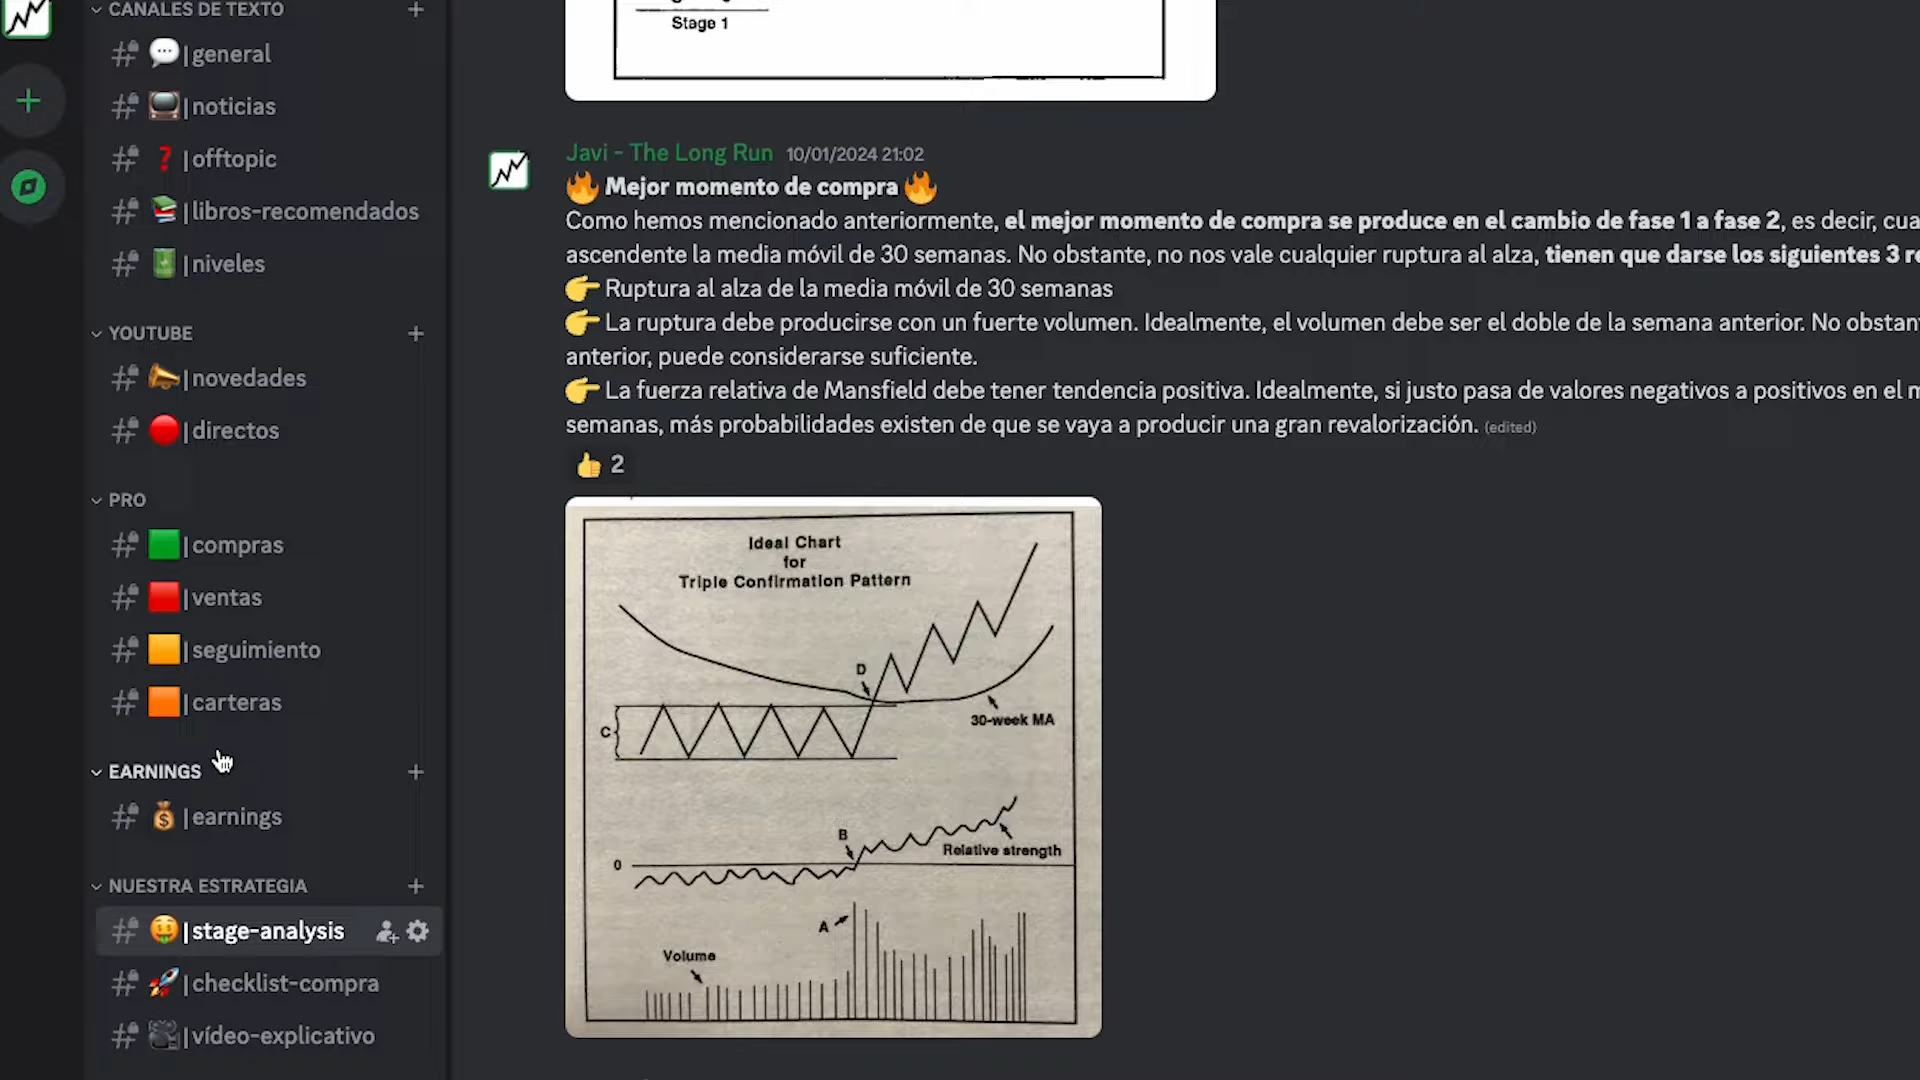 CANALES DE TEXTO
general
noticias
offtopic
libros-recomendados
niveles
YOUTUBE
novedades
directos
PRO
compras
ventas
seguimiento
carteras
EARNINGS
earnings
NUESTRA ESTRATEGIA
stage-analysis
checklist-compra
vídeo-explicativo
Stage 1
Javi - The Long Run 10/01/2024 21:02
Mejor momento de compra
Como hemos mencionado anteriormente, el mejor momento de compra se produce en el cambio de fase 1 a fase 2, es decir,
ascendente la media móvil de 30 semanas. No obstante, no nos vale cualquier ruptura al alza, tienen que darse los siguientes 3
Ruptura al alza de la media móvil de 30 semanas
La ruptura debe producirse con un fuerte volumen. Idealmente, el volumen debe ser el doble de la semana anterior. No
anterior, puede considerarse suficiente.
La fuerza relativa de Mansfield debe tener tendencia positiva. Idealmente, si justo pasa de valores negativos a positivos en el
semanas, más probabilidades existen de que se vaya a producir una gran revalorización. (edited)
2
Ideal Chart
for
Triple Confirmation Pattern
D
30-week MA
C
B
Relative strength
0
A
Volume